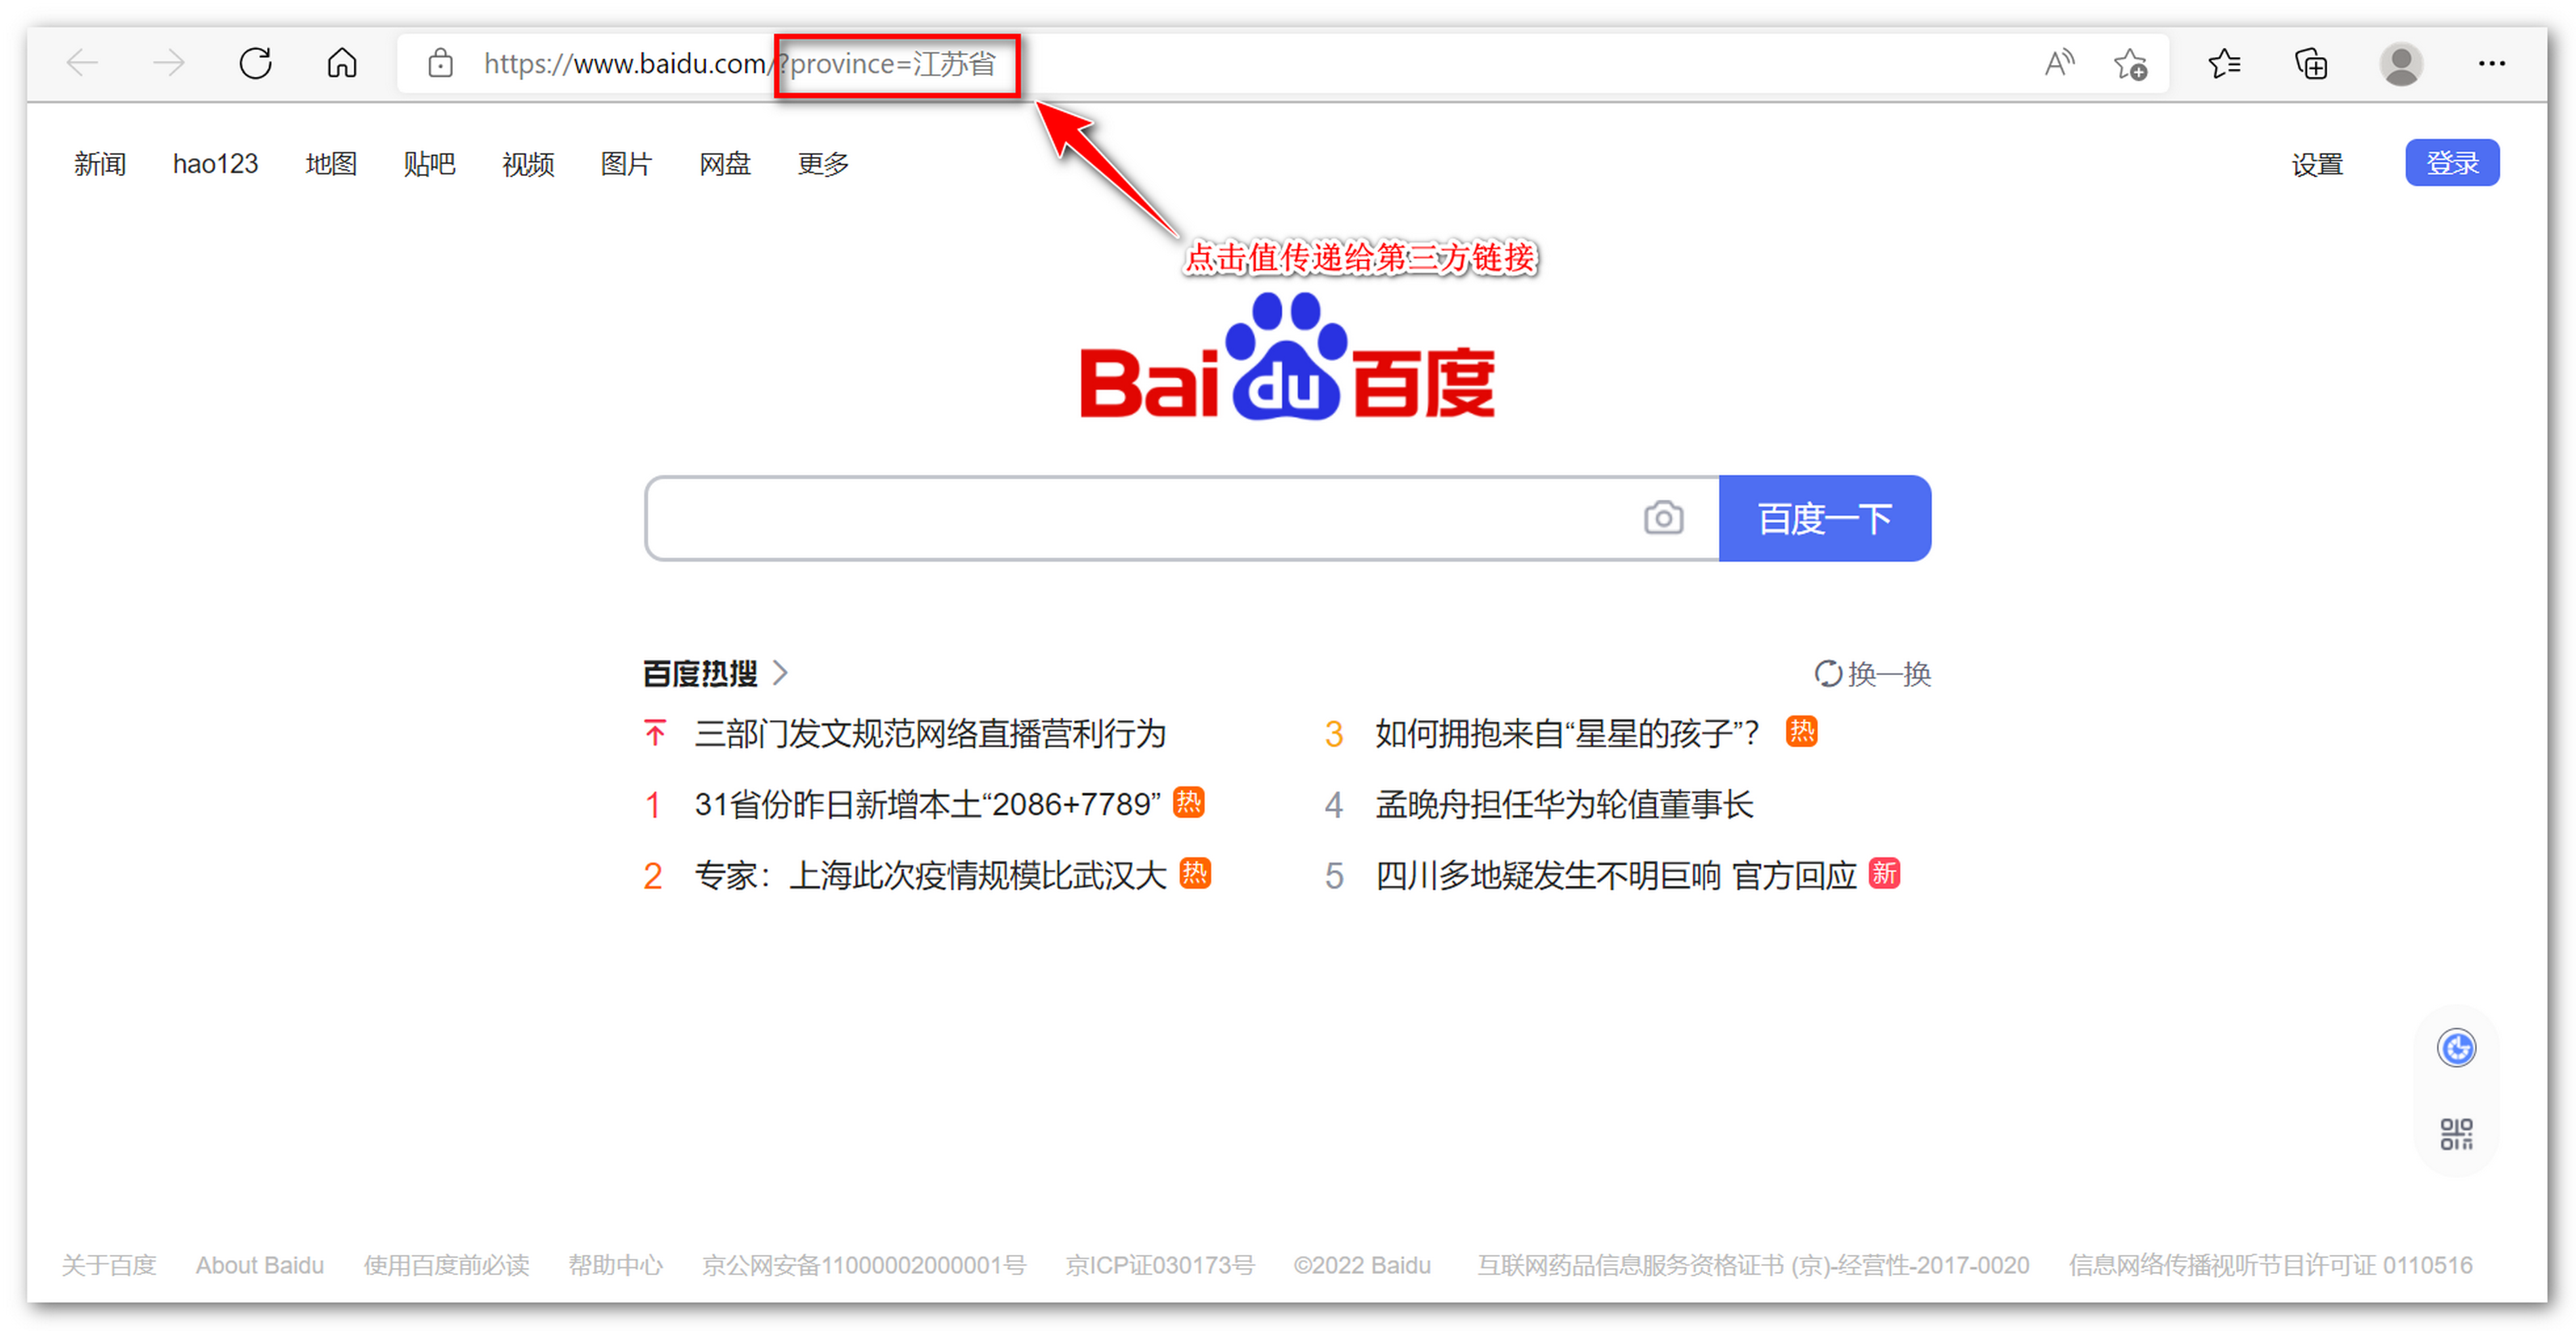 https://www.baidu.com/?province=江苏省
新闻 hao123 地图 贴吧 视频 图片 网盘 更多 设置 登录
点击值传递给第三方链接
Bai du 百度
百度一下
百度热搜 换一换
三部门发文规范网络直播营利行为
1 31省份昨日新增本土“2086+7789” 热
2 专家：上海此次疫情规模比武汉大 热
3 如何拥抱来自“星星的孩子”？ 热
4 孟晚舟担任华为轮值董事长
5 四川多地疑发生不明巨响 官方回应 新
关于百度 About Baidu 使用百度前必读 帮助中心 京公网安备11000002000001号 京ICP证030173号 ©2022 Baidu 互联网药品信息服务资格证书 (京)-经营性-2017-0020 信息网络传播视听节目许可证 0110516